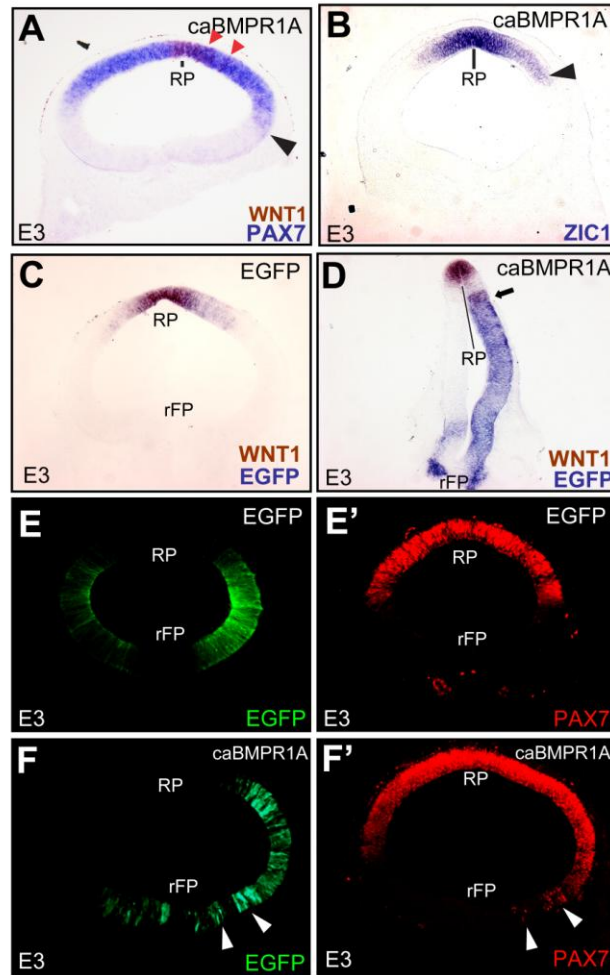 A caBMPR1A
RP
WNT1
E3 PAX7
B caBMPR1A
RP
E3 ZIC1
C EGFP
RP
rFP
WNT1
E3 EGFP
D caBMPR1A
RP
WNT1
E3 rFP EGFP
E EGFP
RP
rFP
E3 EGFP
E' EGFP
RP
rFP
E3 PAX7
F caBMPR1A
RP
rFP
E3 EGFP
F' caBMPR1A
RP
rFP
E3 PAX7